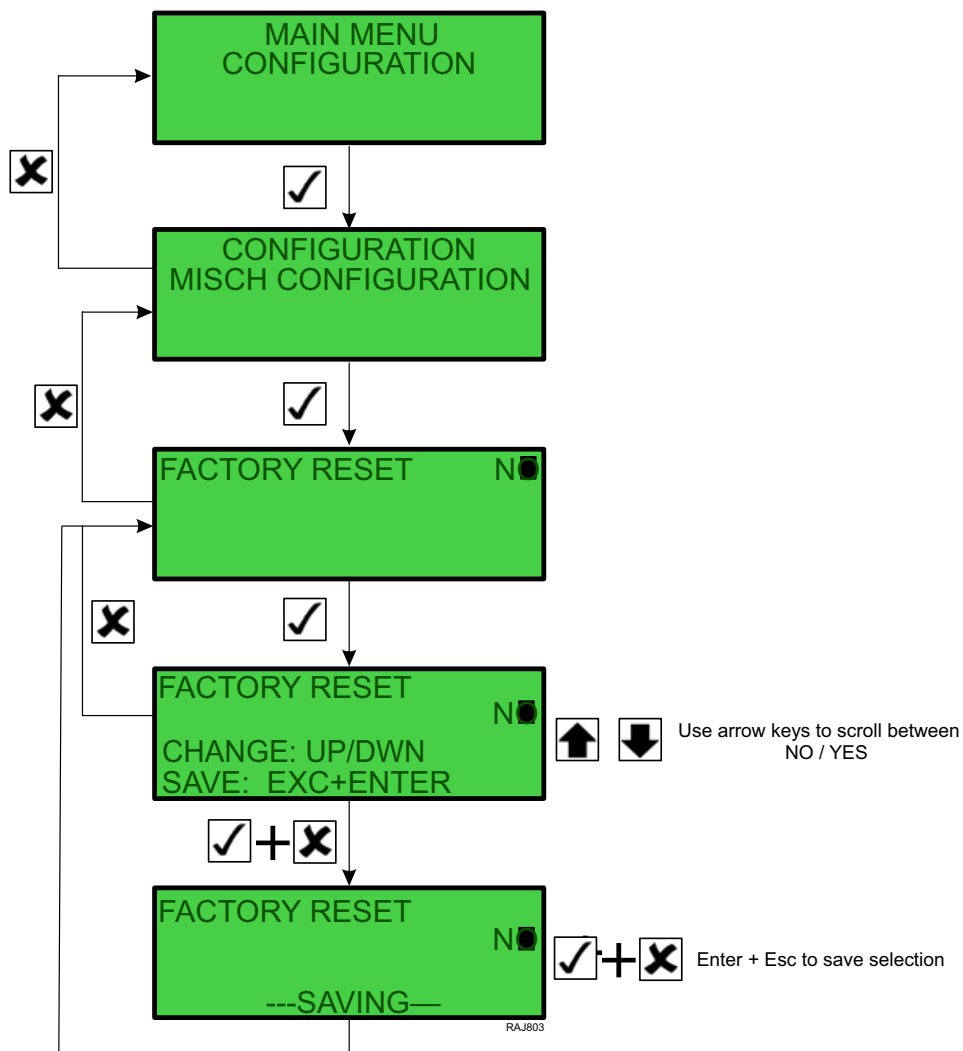 MAIN MENU
CONFIGURATION
CONFIGURATION
MISCH CONFIGURATION
FACTORY RESET NO
FACTORY RESET
NO
CHANGE: UP/DWN
SAVE: EXC+ENTER
Use arrow keys to scroll between
NO / YES
+
FACTORY RESET
NO
---SAVING—
+
Enter + Esc to save selection
RAJ803